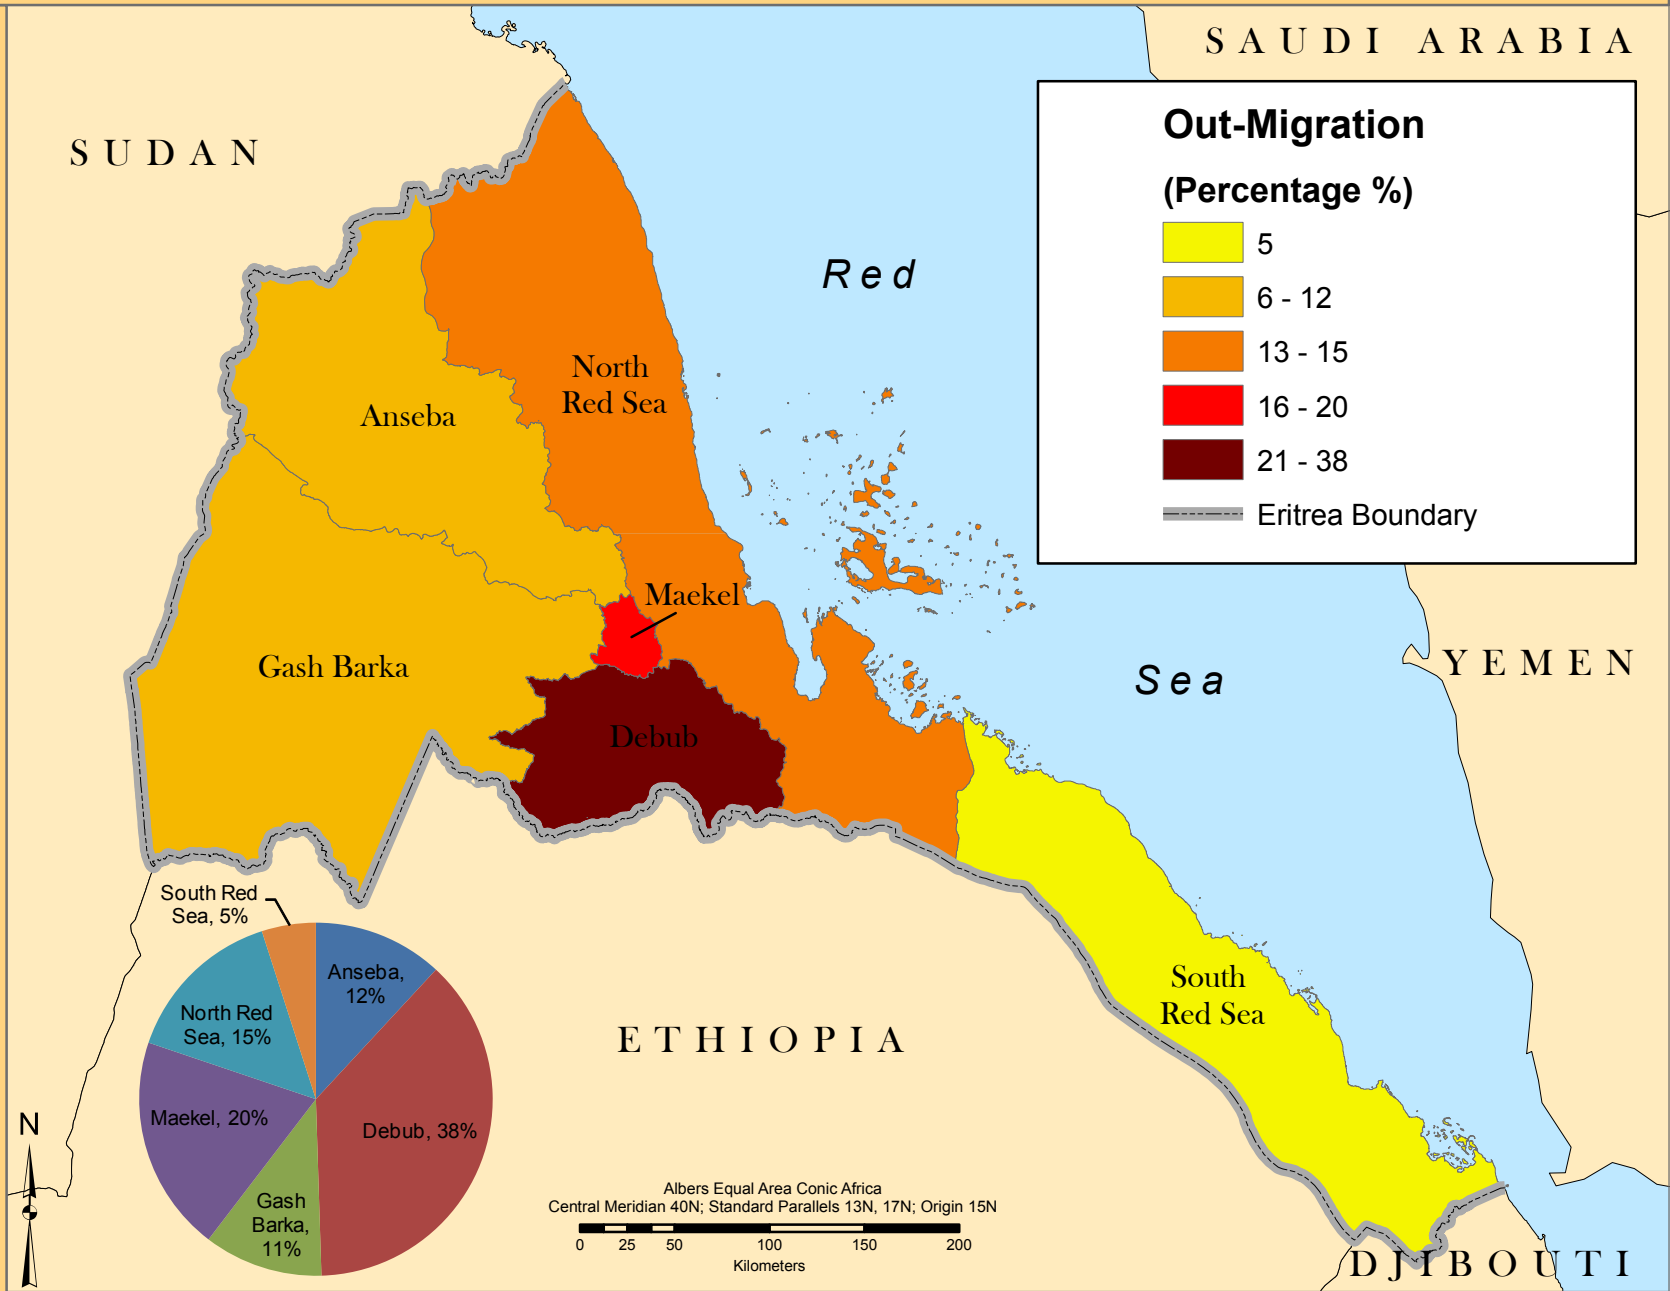 SAUDI ARABIA
SUDAN
Out-Migration
(Percentage %)
5
6 - 12
13 - 15
16 - 20
21 - 38
Eritrea Boundary
Red
North
Red Sea
Anseba
Maekel
Gash Barka
Sea
YEMEN
Debub
South Red
Sea, 5%
Anseba,
12%
North Red
Sea, 15%
Maekel, 20%
Debub, 38%
Gash
Barka,
11%
South
Red Sea
ETHIOPIA
N
Albers Equal Area Conic Africa
Central Meridian 40N; Standard Parallels 13N, 17N; Origin 15N
0 25 50 100 150 200
Kilometers
DJIBOUTI